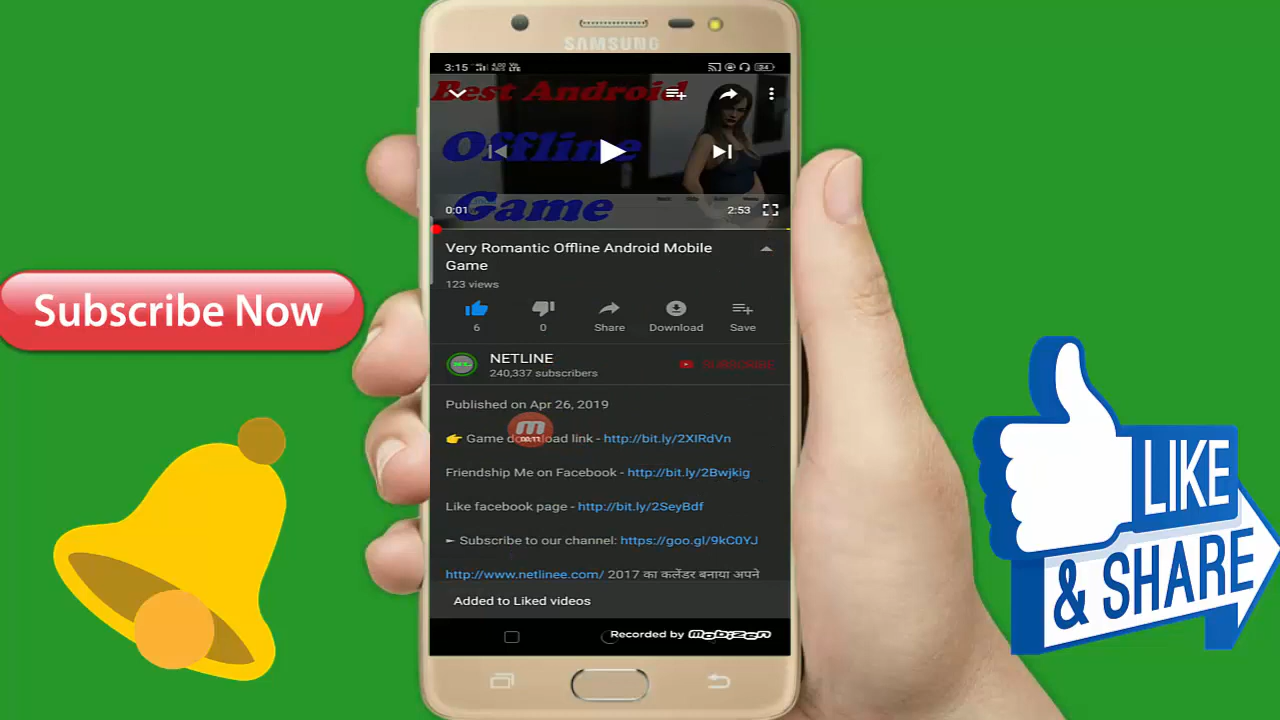 SAMSUNG
3:15
34
Best Android
Offline
Game
0:01
2:53
Very Romantic Offline Android Mobile
Game
123 views
6
0
Share
Download
Save
NETLINE
240,337 subscribers
SUBSCRIBE
Published on Apr 26, 2019
👉 Game download link - http://bit.ly/2XIRdVn
00:11
Friendship Me on Facebook - http://bit.ly/2Bwjkig
Like facebook page - http://bit.ly/2SeyBdf
► Subscribe to our channel: https://goo.gl/9kC0YJ
http://www.netlinee.com/ 2017 का कलेंडर बनाया अपने
Added to Liked videos
Recorded by mobizen
Subscribe Now
LIKE
& SHARE